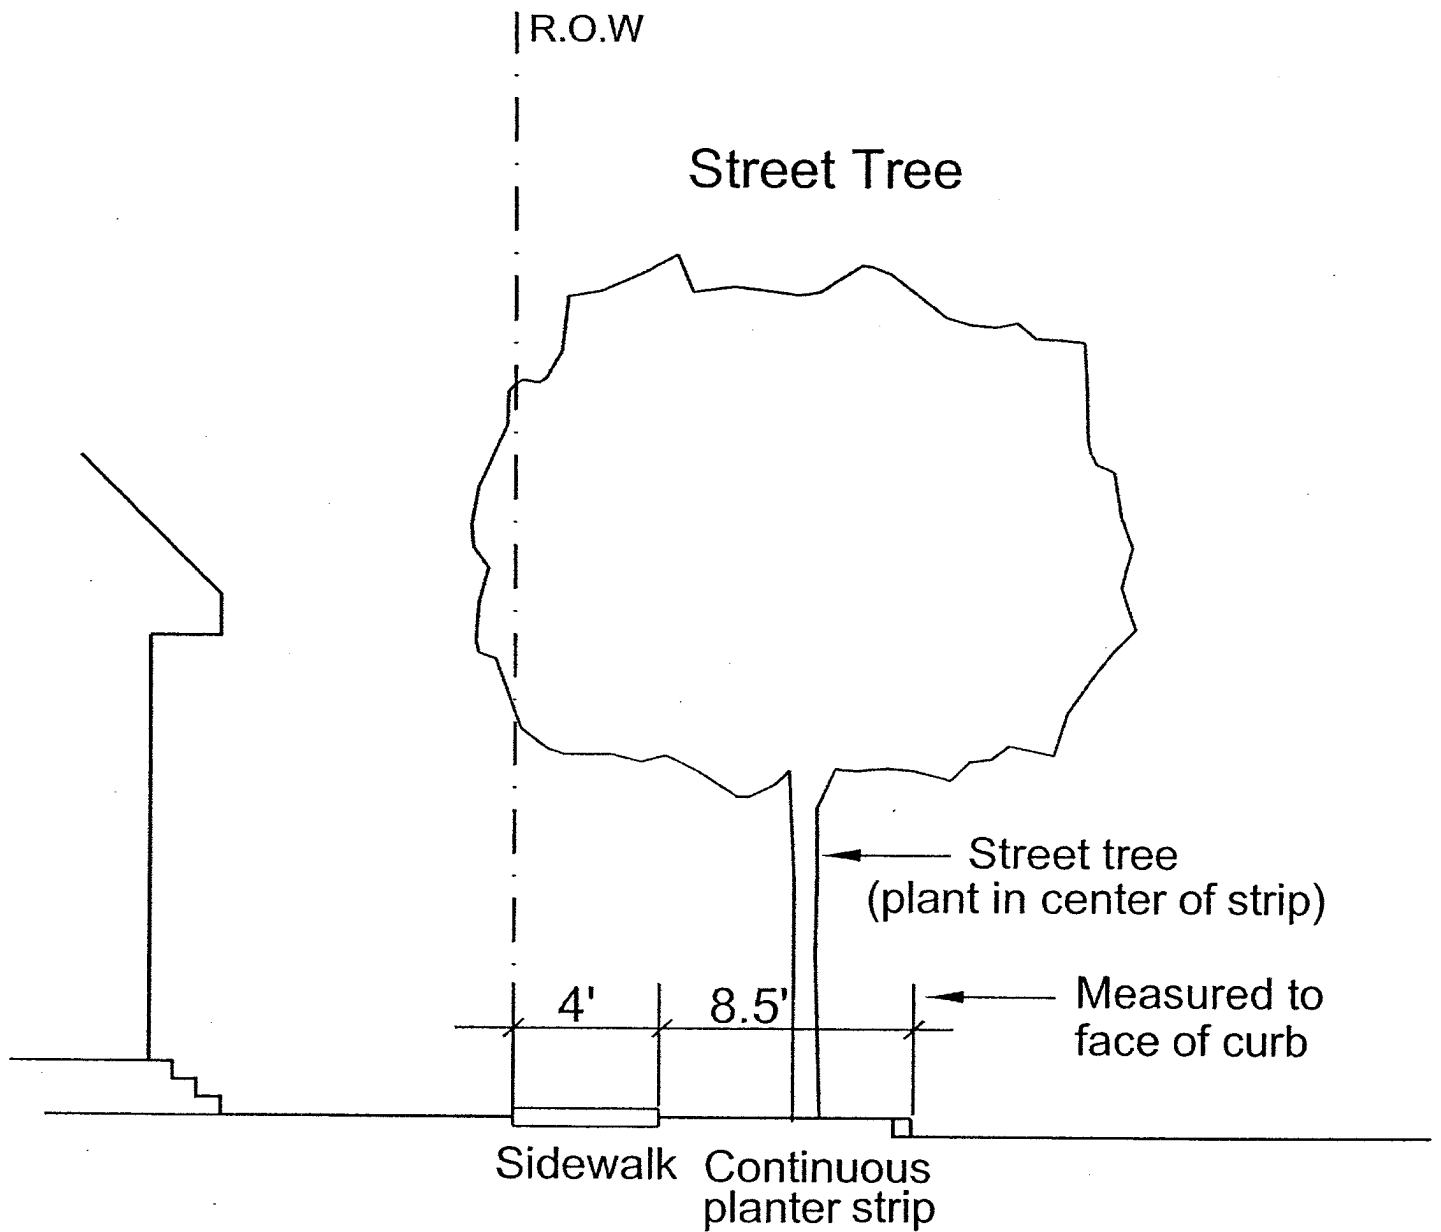 R.O.W
Street Tree
Street tree
(plant in center of strip)
4'
8.5'
Measured to
face of curb
Sidewalk
Continuous
planter strip